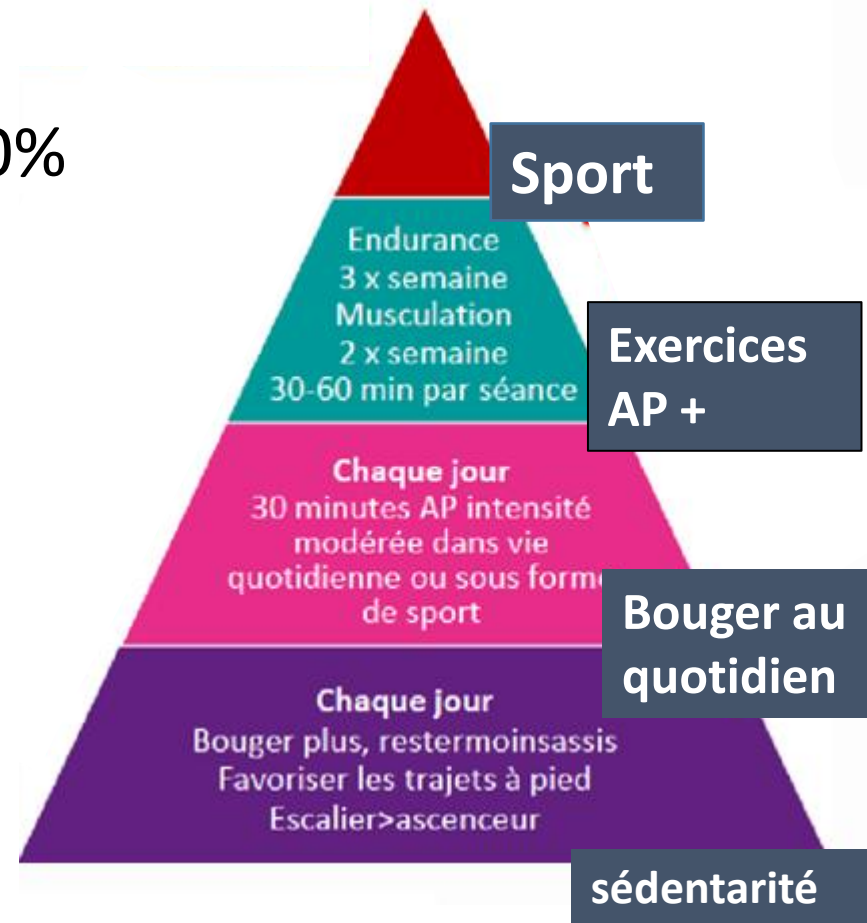 0%
Sport
Endurance
3 x semaine
Musculation
2 x semaine
30-60 min par séance
Exercices
AP +
Chaque jour
30 minutes AP intensité
modérée dans vie
quotidienne ou sous form
de sport
Bouger au
quotidien
Chaque jour
Bouger plus, restermoinsassis
Favoriser les trajets à pied
Escalier>ascenceur
sédentarité